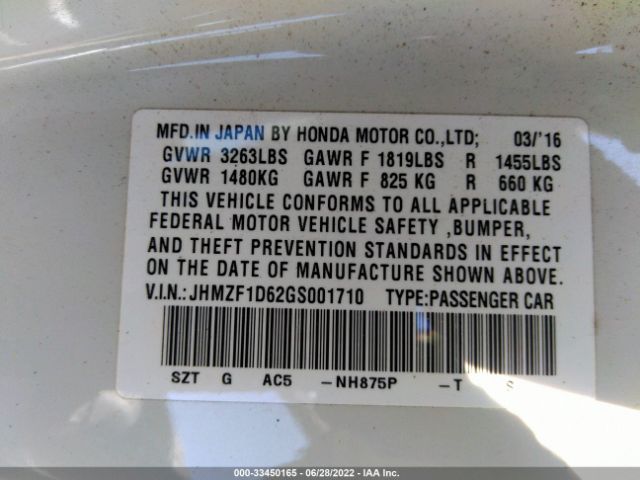 MFD.IN JAPAN BY HONDA MOTOR CO.,LTD; 03/'16
GVWR 3263LBS GAWR F 1819LBS R 1455LBS
GVWR 1480KG GAWR F 825 KG R 660 KG
THIS VEHICLE CONFORMS TO ALL APPLICABLE
FEDERAL MOTOR VEHICLE SAFETY ,BUMPER,
AND THEFT PREVENTION STANDARDS IN EFFECT
ON THE DATE OF MANUFACTURE SHOWN ABOVE.
V.I.N.:JHMZF1D62GS001710 TYPE:PASSENGER CAR
SZT G AC5 -NH875P -T S
000-33450165 - 06/28/2022 - IAA Inc.